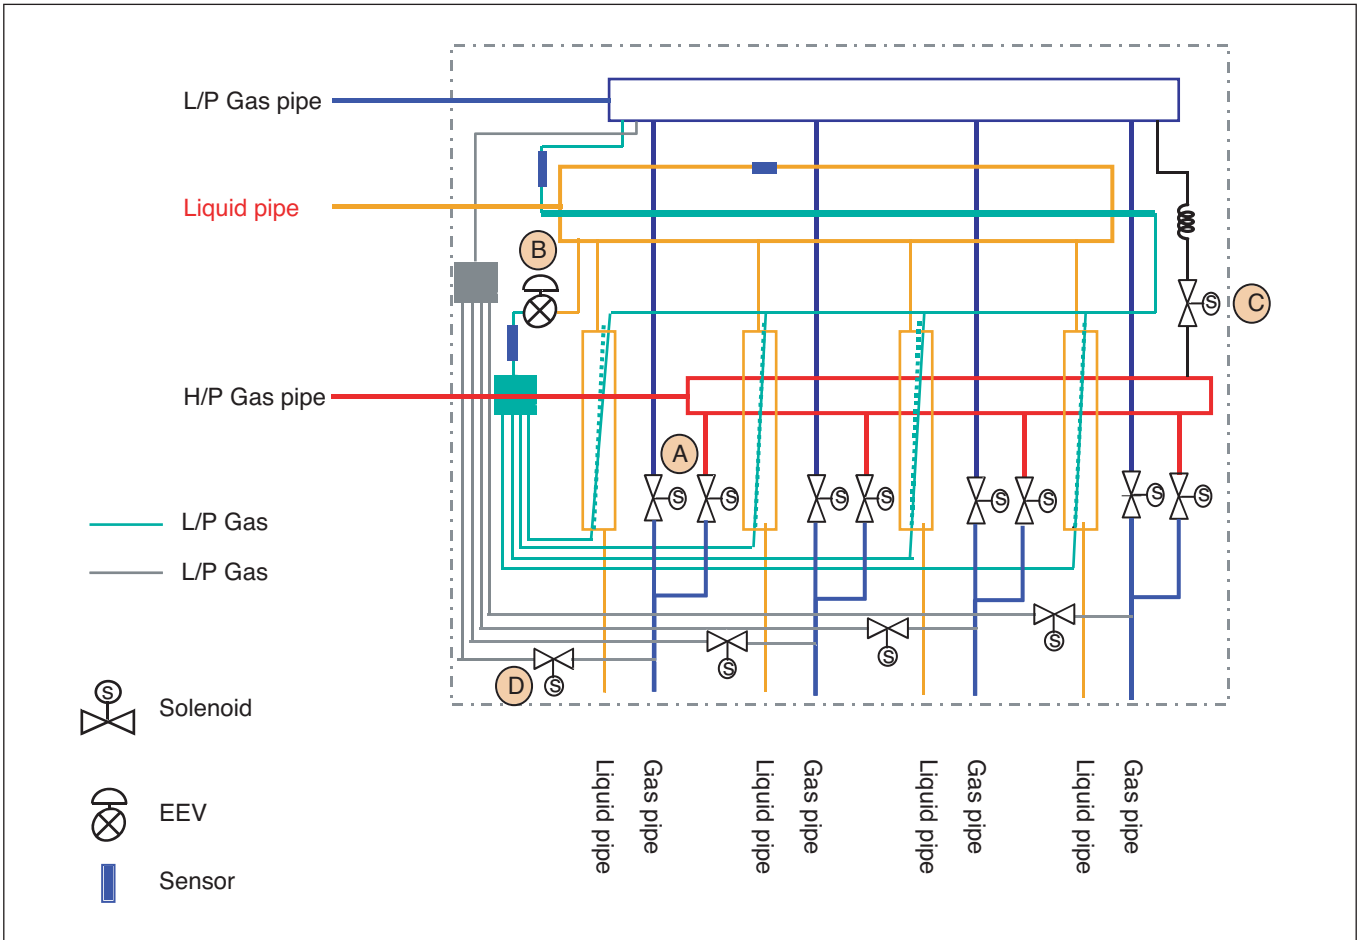 L/P Gas pipe
Liquid pipe
B
S
C
H/P Gas pipe
A
S
S
S
S
S
S
S
S
L/P Gas
L/P Gas
S
S
S
S
D
S
Solenoid
EEV
Sensor
Liquid pipe
Gas pipe
Liquid pipe
Gas pipe
Liquid pipe
Gas pipe
Liquid pipe
Gas pipe